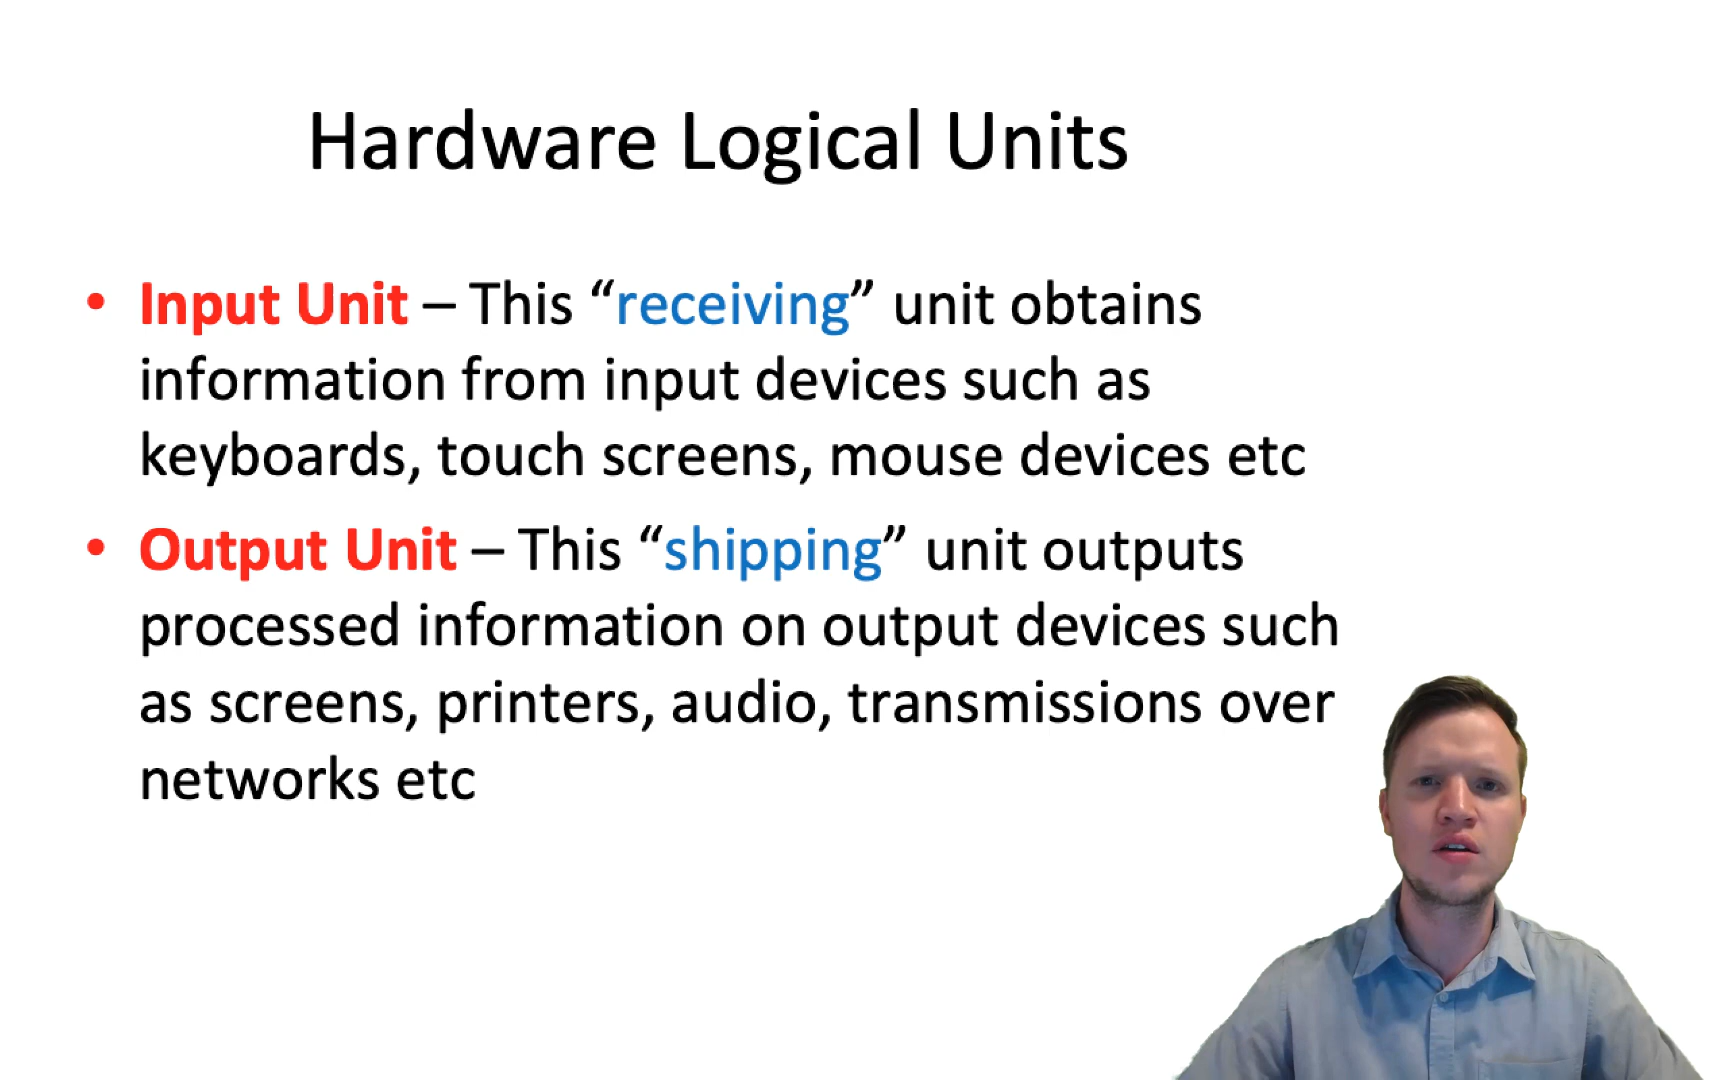 Hardware Logical Units
• Input Unit – This “receiving” unit obtains
information from input devices such as
keyboards, touch screens, mouse devices etc
• Output Unit – This “shipping” unit outputs
processed information on output devices such
as screens, printers, audio, transmissions over
networks etc